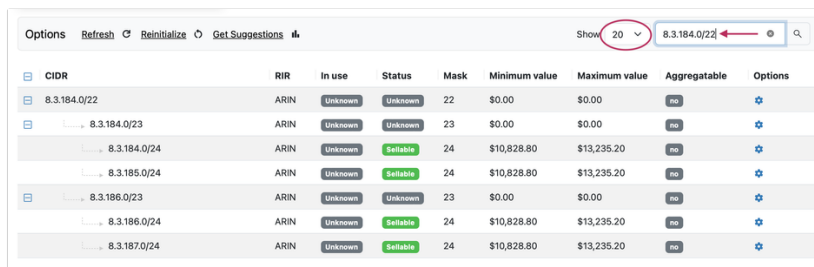 Options Refresh Reinitialize Get Suggestions Show 20 8.3.184.0/22
CIDR RIR In use Status Mask Minimum value Maximum value Aggregatable Options
8.3.184.0/22 ARIN Unknown Unknown 22 $0.00 $0.00 no
8.3.184.0/23 ARIN Unknown Unknown 23 $0.00 $0.00 no
8.3.184.0/24 ARIN Unknown Sellable 24 $10,828.80 $13,235.20 no
8.3.185.0/24 ARIN Unknown Sellable 24 $10,828.80 $13,235.20 no
8.3.186.0/23 ARIN Unknown Unknown 23 $0.00 $0.00 no
8.3.186.0/24 ARIN Unknown Sellable 24 $10,828.80 $13,235.20 no
8.3.187.0/24 ARIN Unknown Sellable 24 $10,828.80 $13,235.20 no